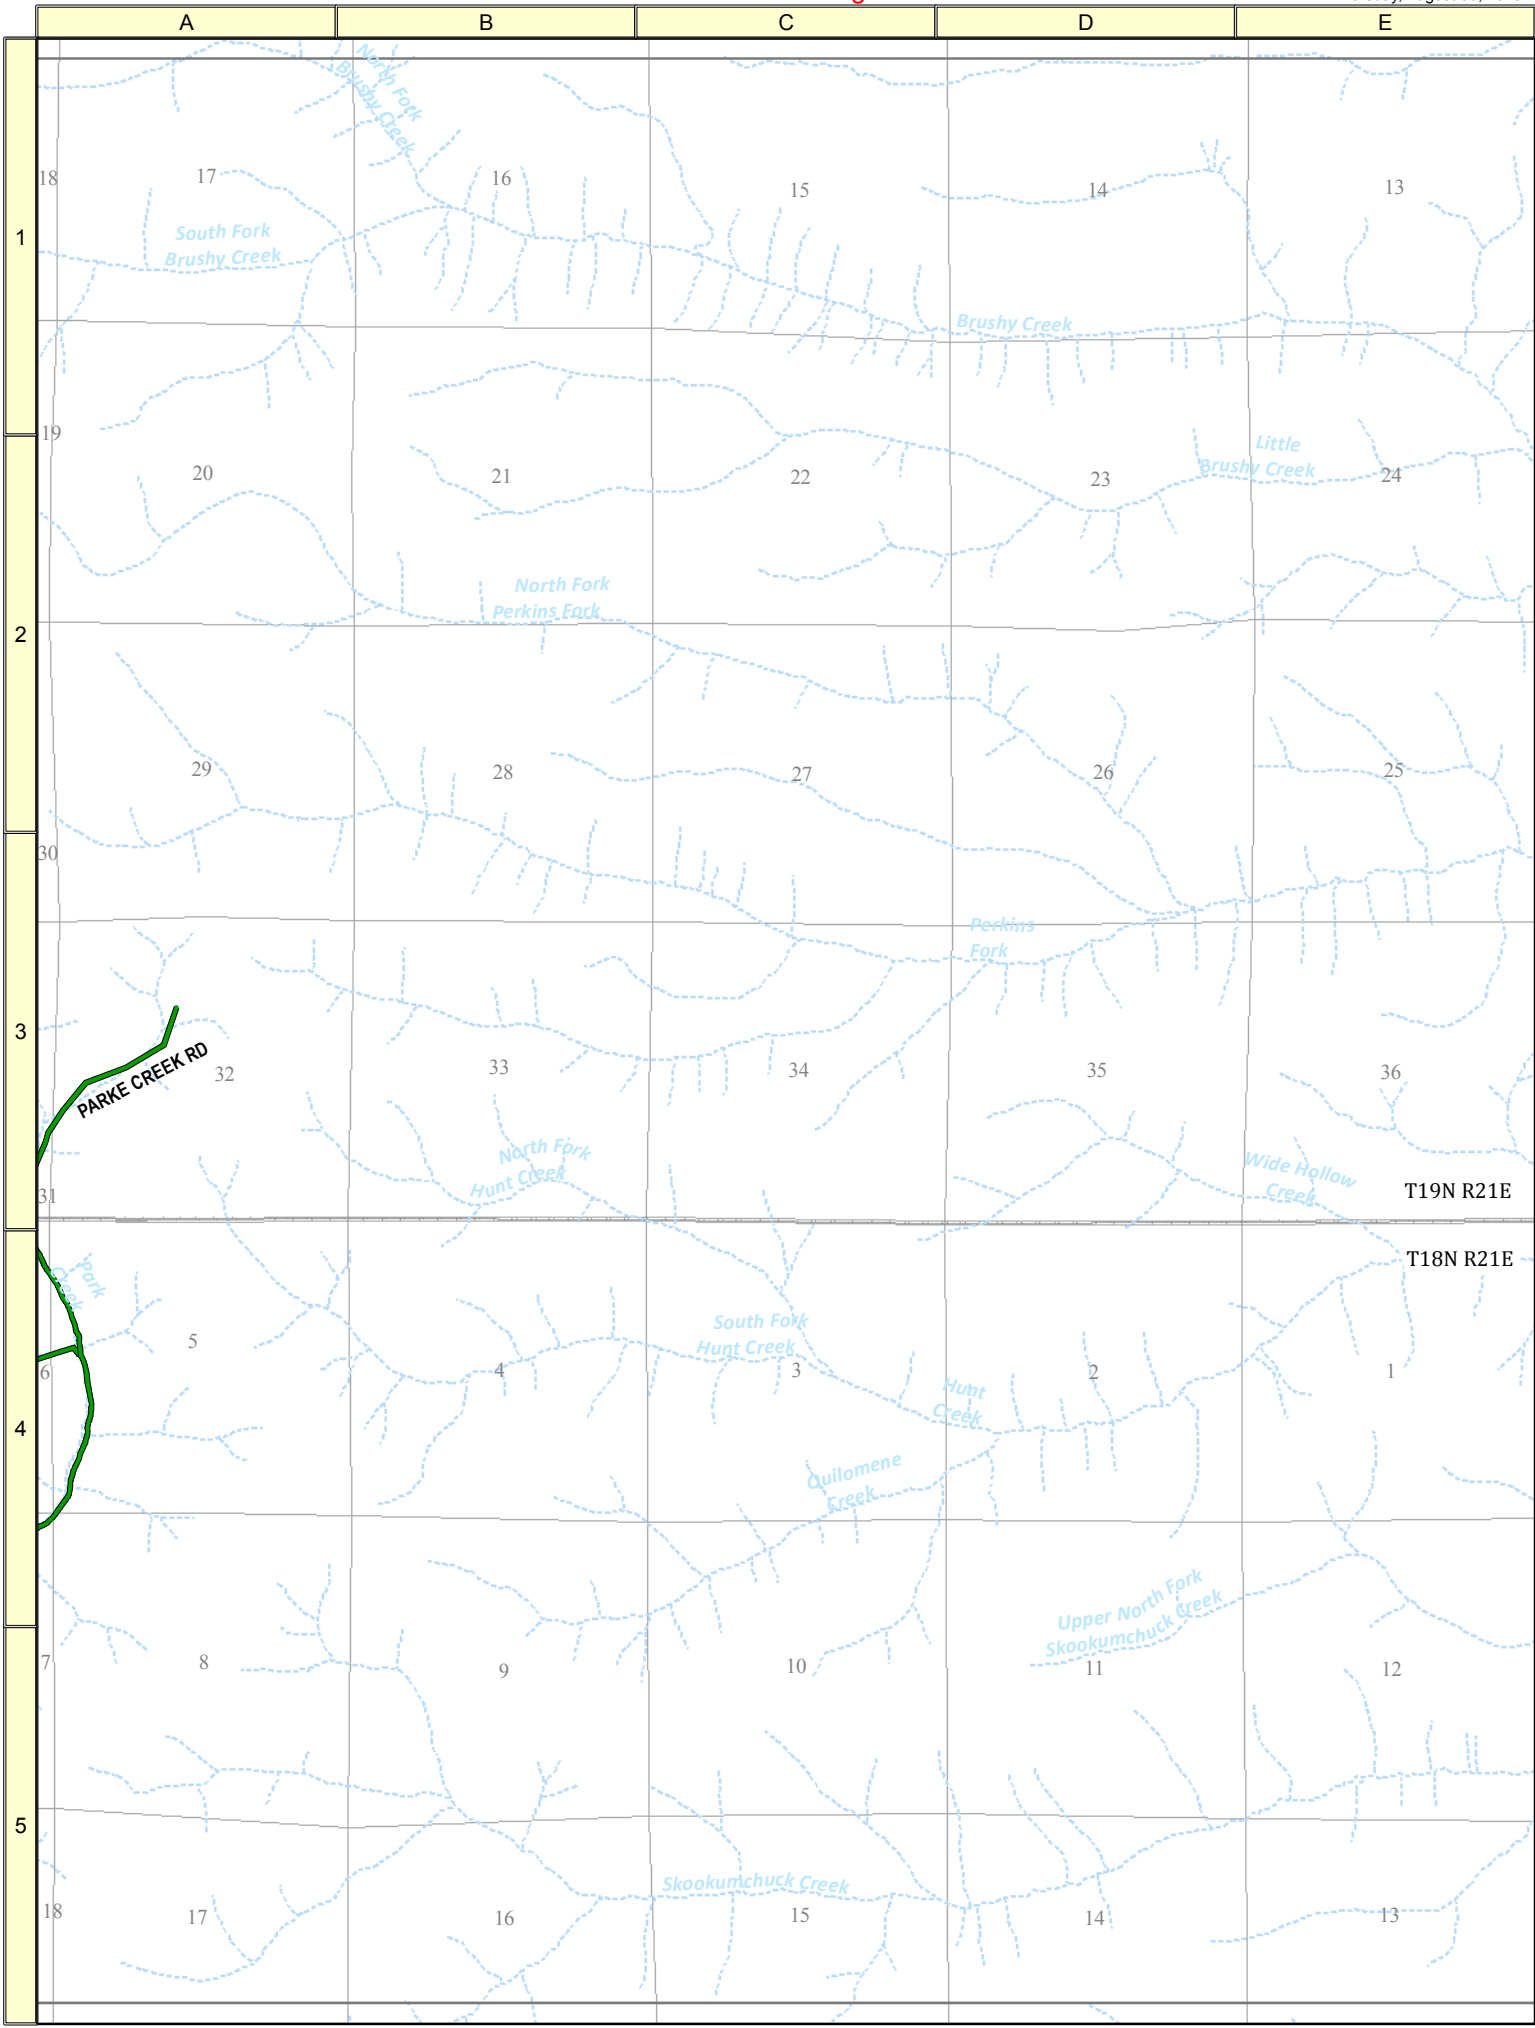 A B C D E
1
2
3
4
5
North Fork
Brushy Creek
18 17 16 15 14 13
South Fork
Brushy Creek
Brushy Creek
19
20 21 22 23 24
Little
Brushy Creek
North Fork
Perkins Fork
29 28 27 26 25
30
Perkins
Fork
PARKE CREEK RD
32 33 34 35 36
North Fork
Hunt Creek
Wide Hollow
Creek
31
T19N R21E
T18N R21E
Park
Creek
South Fork
Hunt Creek
6 5 4 3 2 1
Hunt
Creek
Quilomene
Creek
Upper North Fork
Skookumchuck Creek
7 8 9 10 11 12
Skookumchuck Creek
18 17 16 15 14 13